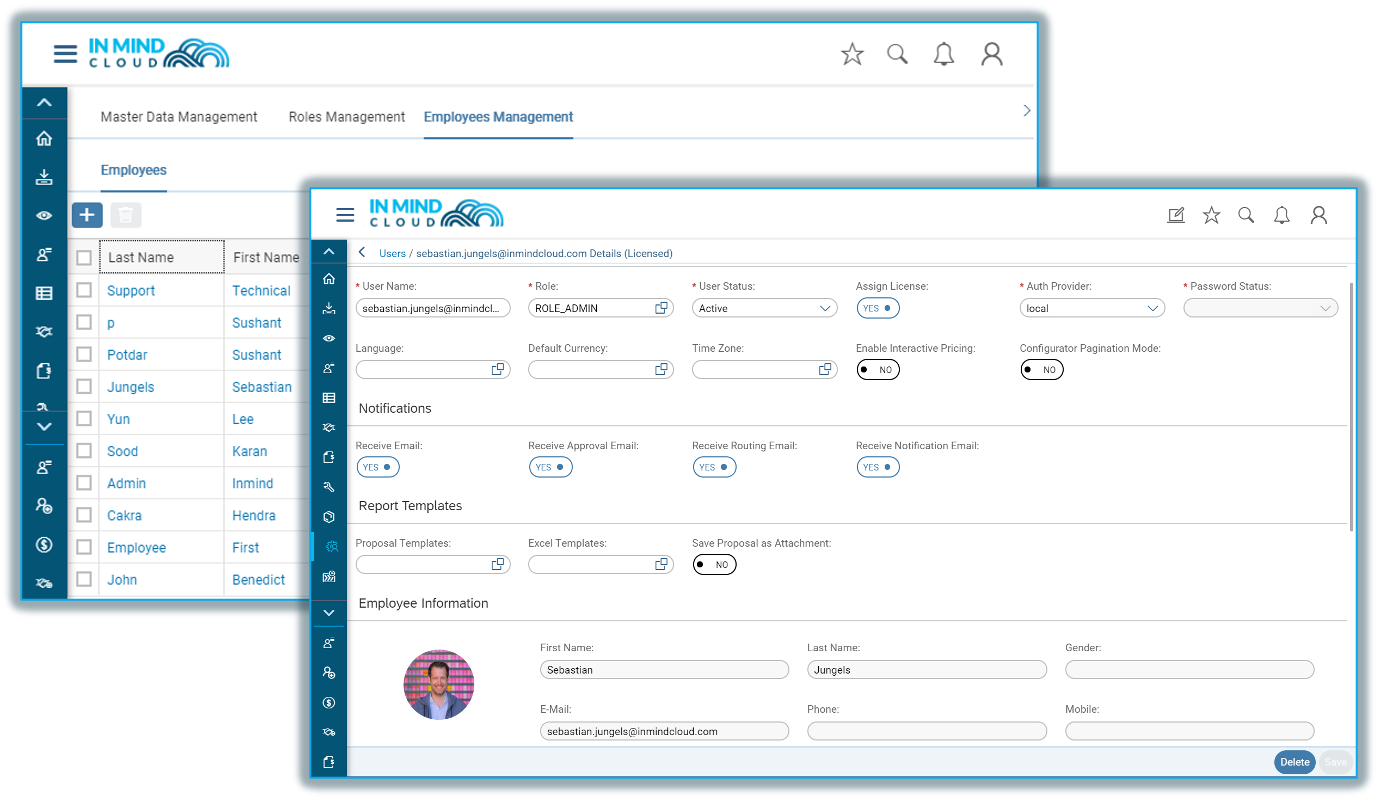 IN MIND
CLOUD
Master Data Management Roles Management Employees Management
Employees
Last Name First Name
Support Technical
p Sushant
Potdar Sushant
Jungels Sebastian
Yun Lee
Sood Karan
Admin Inmind
Cakra Hendra
Employee First
John Benedict
IN MIND
CLOUD
Users / sebastian.jungels@inmindcloud.com Details (Licensed)
* User Name: * Role: * User Status: Assign License: * Auth Provider: * Password Status:
sebastian.jungels@inmindcl... ROLE_ADMIN Active YES local
Language: Default Currency: Time Zone: Enable Interactive Pricing: Configurator Pagination Mode:
NO NO
Notifications
Receive Email: Receive Approval Email: Receive Routing Email: Receive Notification Email:
YES YES YES YES
Report Templates
Proposal Templates: Excel Templates: Save Proposal as Attachment:
NO
Employee Information
First Name: Last Name: Gender:
Sebastian Jungels
E-Mail: Phone: Mobile:
sebastian.jungels@inmindcloud.com
Delete Save